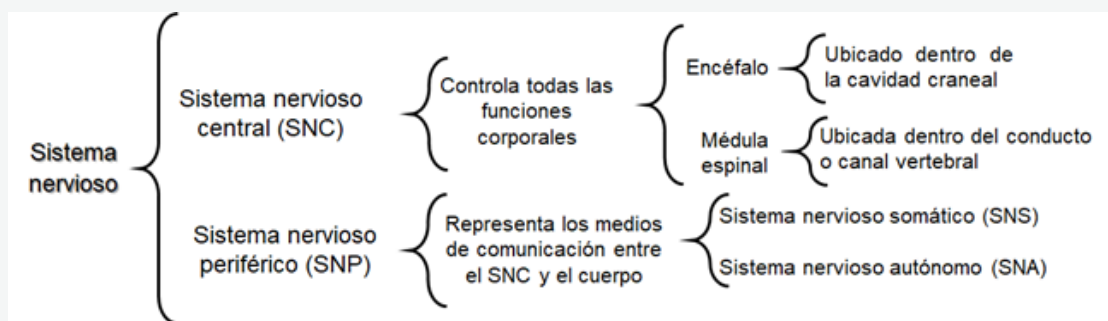 Sistema
nervioso
Sistema nervioso
central (SNC)
Controla todas las
funciones
corporales
Encéfalo
Ubicado dentro de
la cavidad craneal
Médula
espinal
Ubicada dentro del conducto
o canal vertebral
Sistema nervioso
periférico (SNP)
Representa los medios
de comunicación entre
el SNC y el cuerpo
Sistema nervioso somático (SNS)
Sistema nervioso autónomo (SNA)